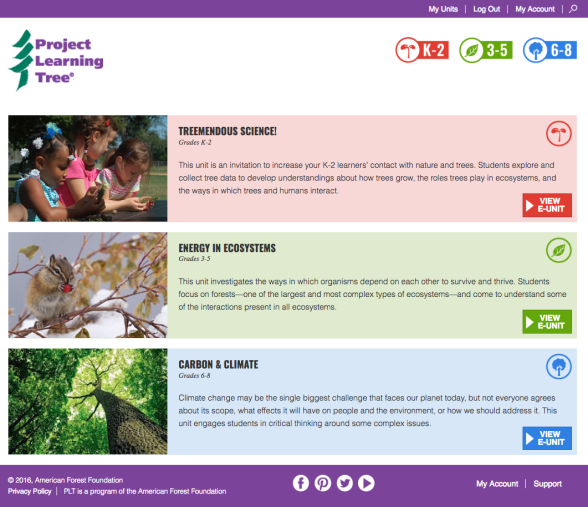 My Units | Log Out | My Account |
Project
Learning
Tree®
K-2
3-5
6-8
TREEMENDOUS SCIENCE!
Grades K-2
This unit is an invitation to increase your K-2 learners' contact with nature and trees. Students explore and
collect tree data to develop understandings about how trees grow, the roles trees play in ecosystems, and
the ways in which trees and humans interact.
VIEW
E-UNIT
ENERGY IN ECOSYSTEMS
Grades 3-5
This unit investigates the ways in which organisms depend on each other to survive and thrive. Students
focus on forests—one of the largest and most complex types of ecosystems—and come to understand some
of the interactions present in all ecosystems.
VIEW
E-UNIT
CARBON & CLIMATE
Grades 6-8
Climate change may be the single biggest challenge that faces our planet today, but not everyone agrees
about its scope, what effects it will have on people and the environment, or how we should address it. This
unit engages students in critical thinking around some complex issues.
VIEW
E-UNIT
© 2016, American Forest Foundation
Privacy Policy | PLT is a program of the American Forest Foundation
My Account | Support